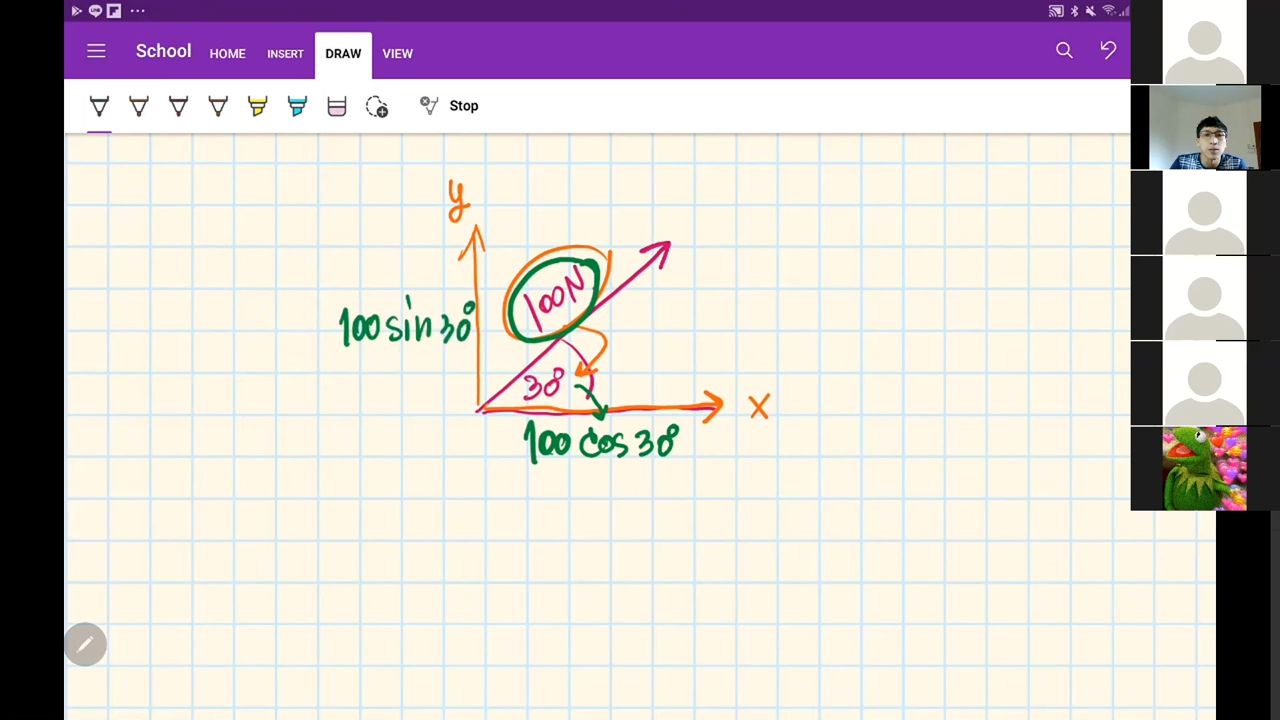 School HOME INSERT DRAW VIEW
Stop
y
100N
100 sin 30°
30°
x
100 cos 30°